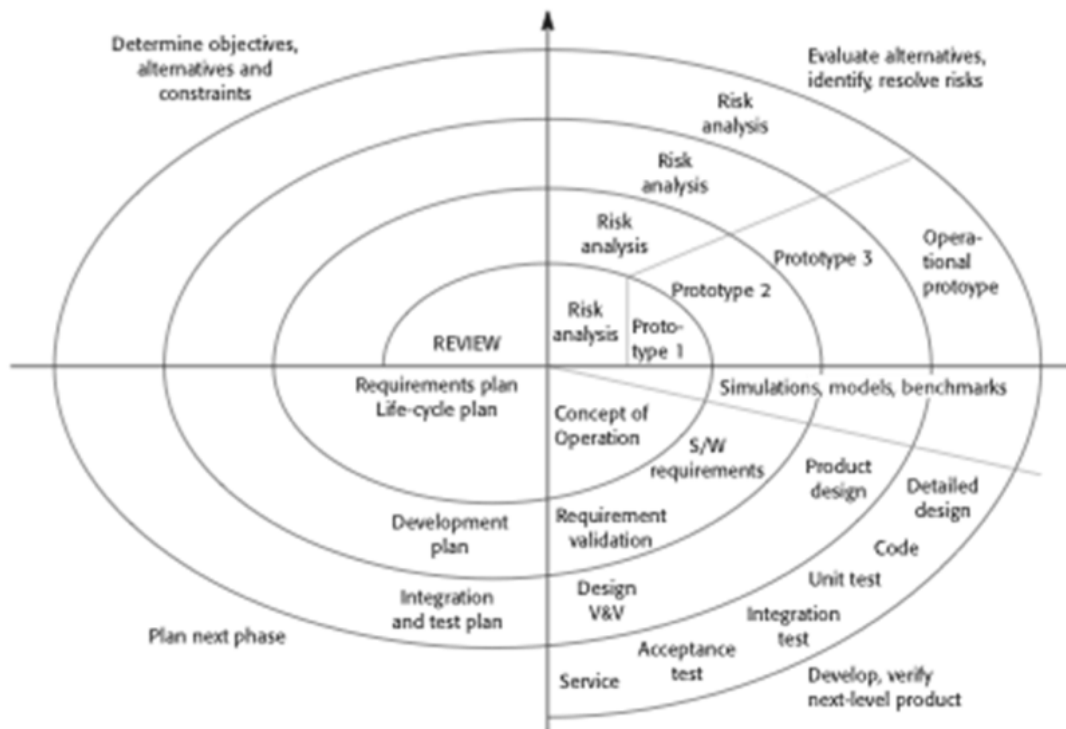 Determine objectives,
alternatives and
constraints
Evaluate alternatives,
identify, resolve risks
Risk
analysis
Risk
analysis
Risk
analysis
Risk
analysis
Proto-
type 1
Prototype 2
Prototype 3
Opera-
tional
protoype
REVIEW
Requirements plan
Life-cycle plan
Concept of
Operation
Simulations, models, benchmarks
S/W
requirements
Product
design
Detailed
design
Development
plan
Requirement
validation
Code
Unit test
Integration
and test plan
Design
V&V
Integration
test
Plan next phase
Acceptance
test
Service
Develop, verify
next-level product